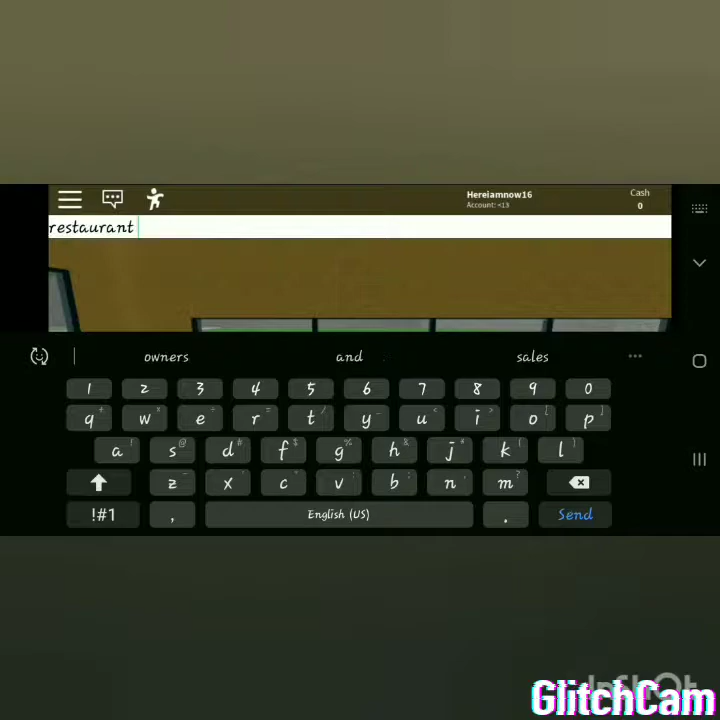 Hereiamnow16
Account: <13
Cash
0
restaurant
owners and sales
1 2 3 4 5 6 7 8 9 0
q w e r t y u i o p
a s d f g h j k l
z x c v b n m
!#1 , English (US) . Send
InShOt
GlitchCam